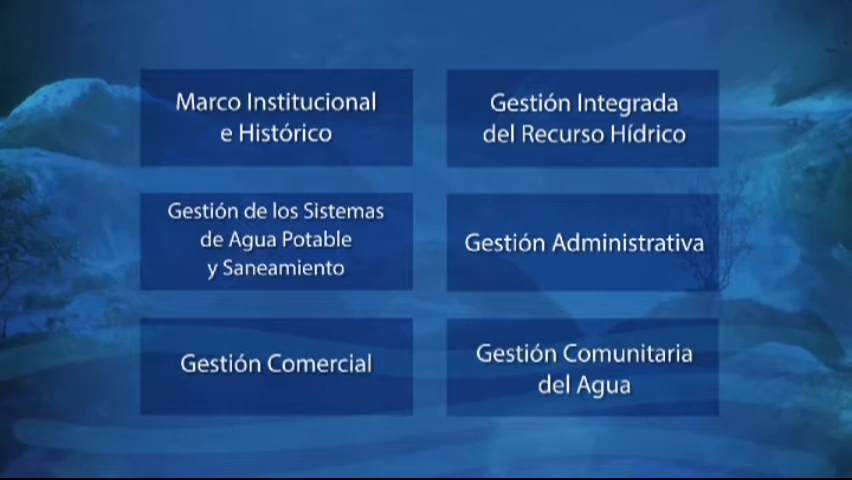 Marco Institucional
e Histórico
Gestión Integrada
del Recurso Hídrico
Gestión de los Sistemas
de Agua Potable
y Saneamiento
Gestión Administrativa
Gestión Comercial
Gestión Comunitaria
del Agua